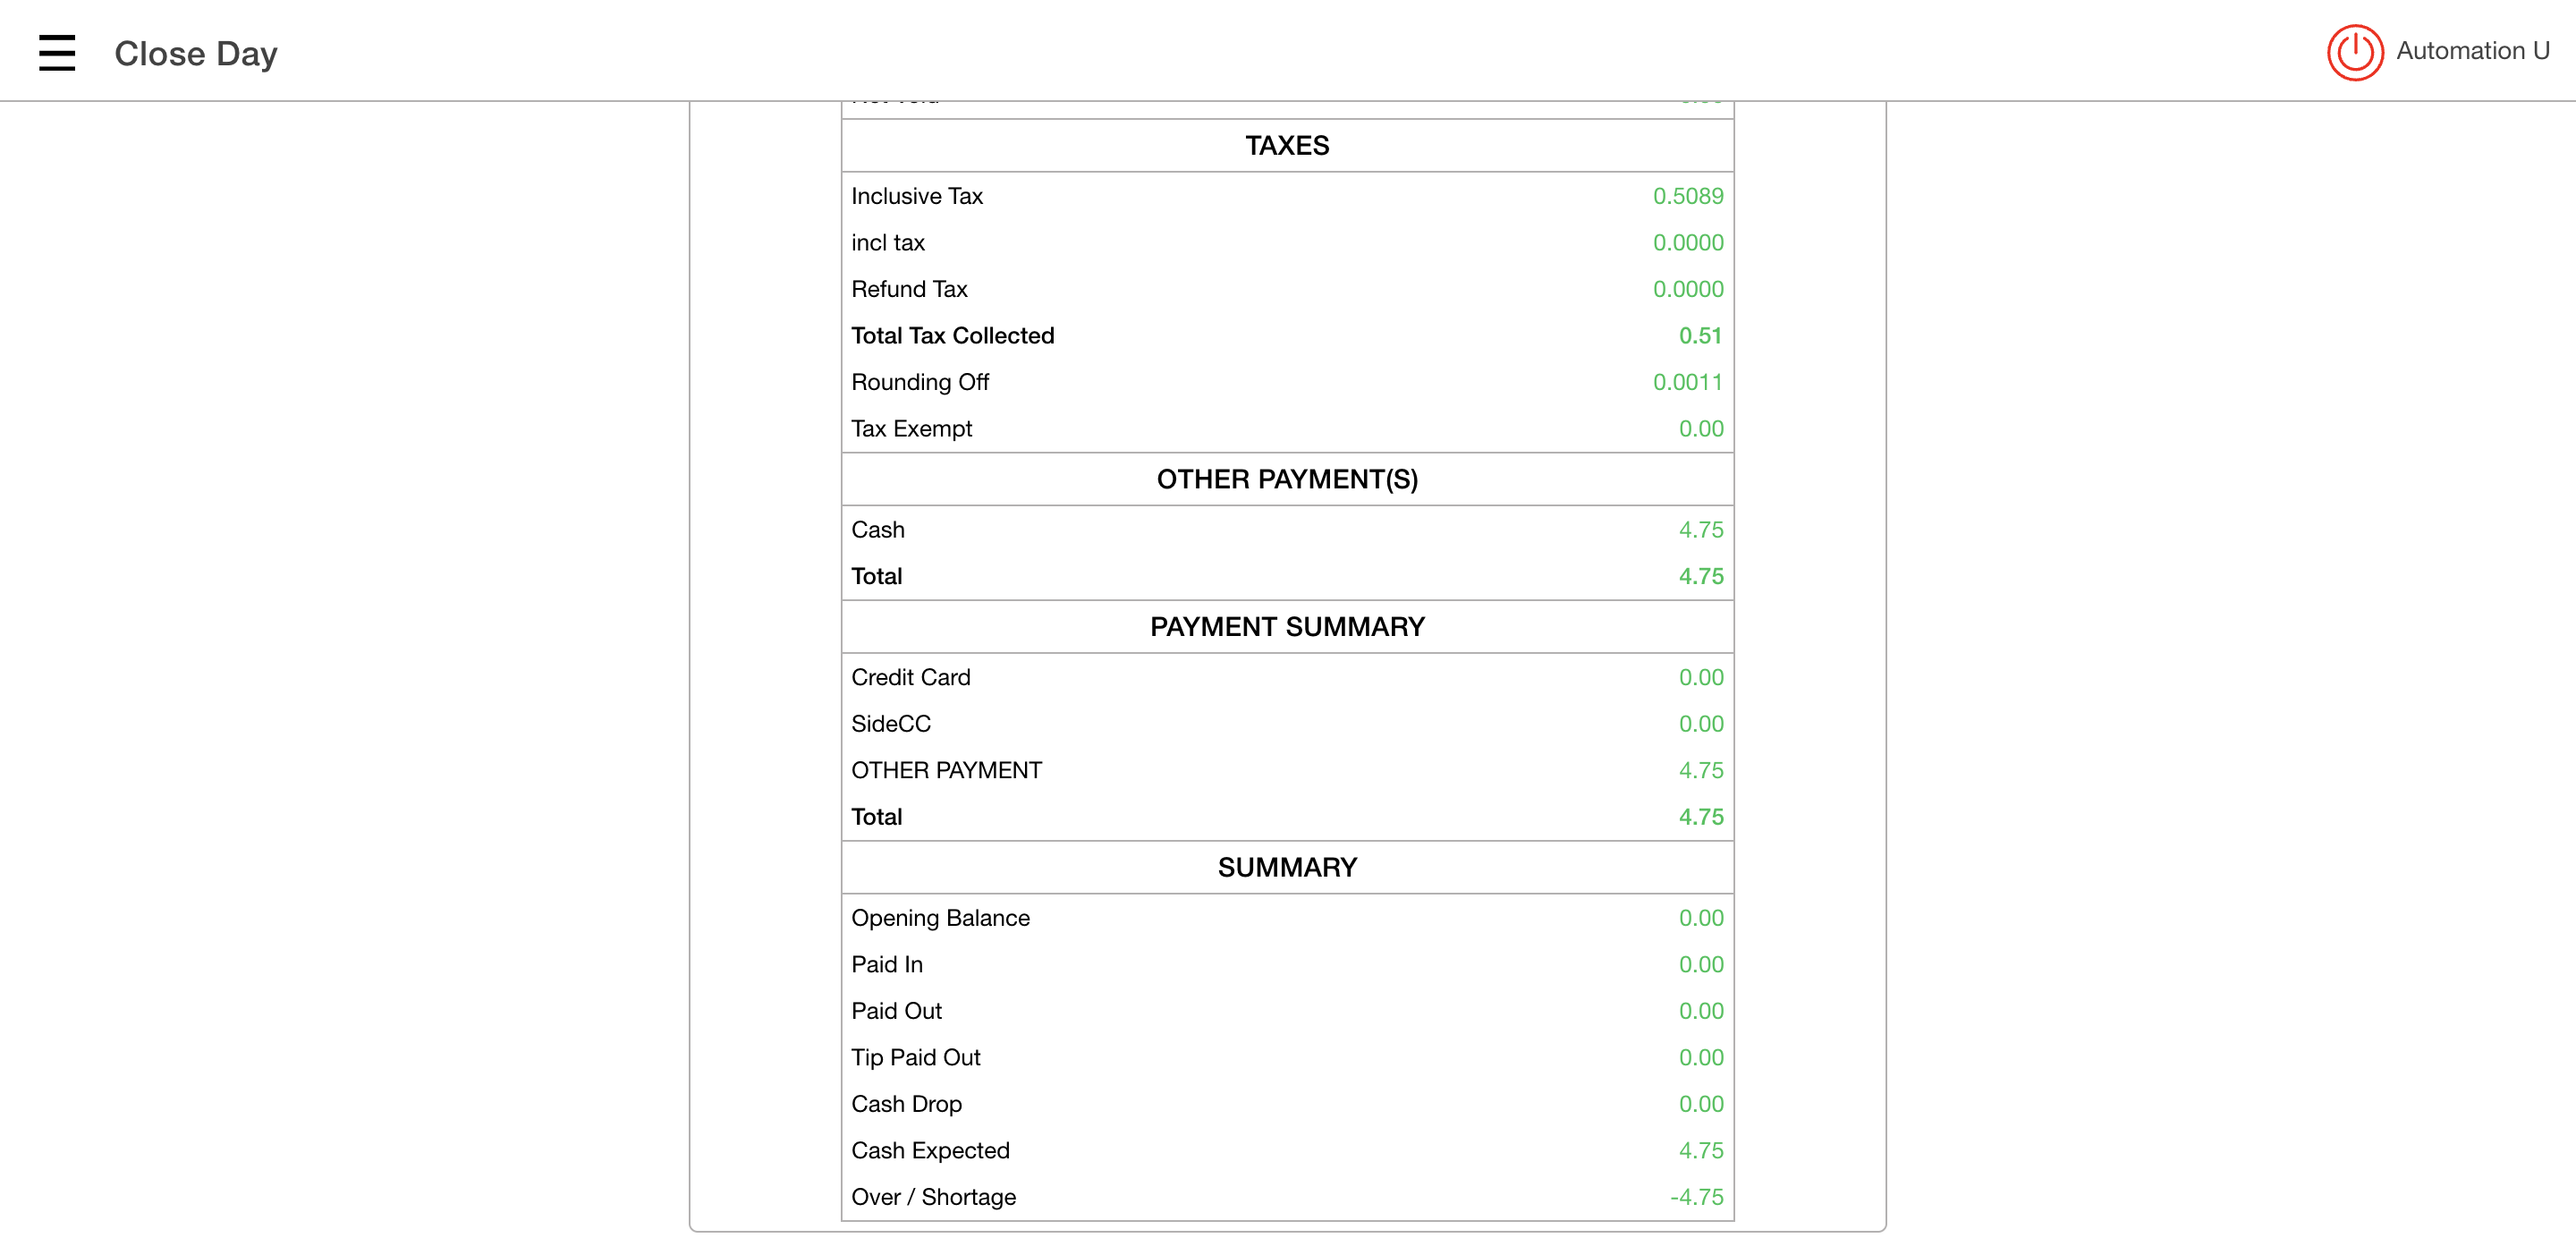 Close Day
Automation U
TAXES
Inclusive Tax 0.5089
incl tax 0.0000
Refund Tax 0.0000
Total Tax Collected 0.51
Rounding Off 0.0011
Tax Exempt 0.00
OTHER PAYMENT(S)
Cash 4.75
Total 4.75
PAYMENT SUMMARY
Credit Card 0.00
SideCC 0.00
OTHER PAYMENT 4.75
Total 4.75
SUMMARY
Opening Balance 0.00
Paid In 0.00
Paid Out 0.00
Tip Paid Out 0.00
Cash Drop 0.00
Cash Expected 4.75
Over / Shortage -4.75